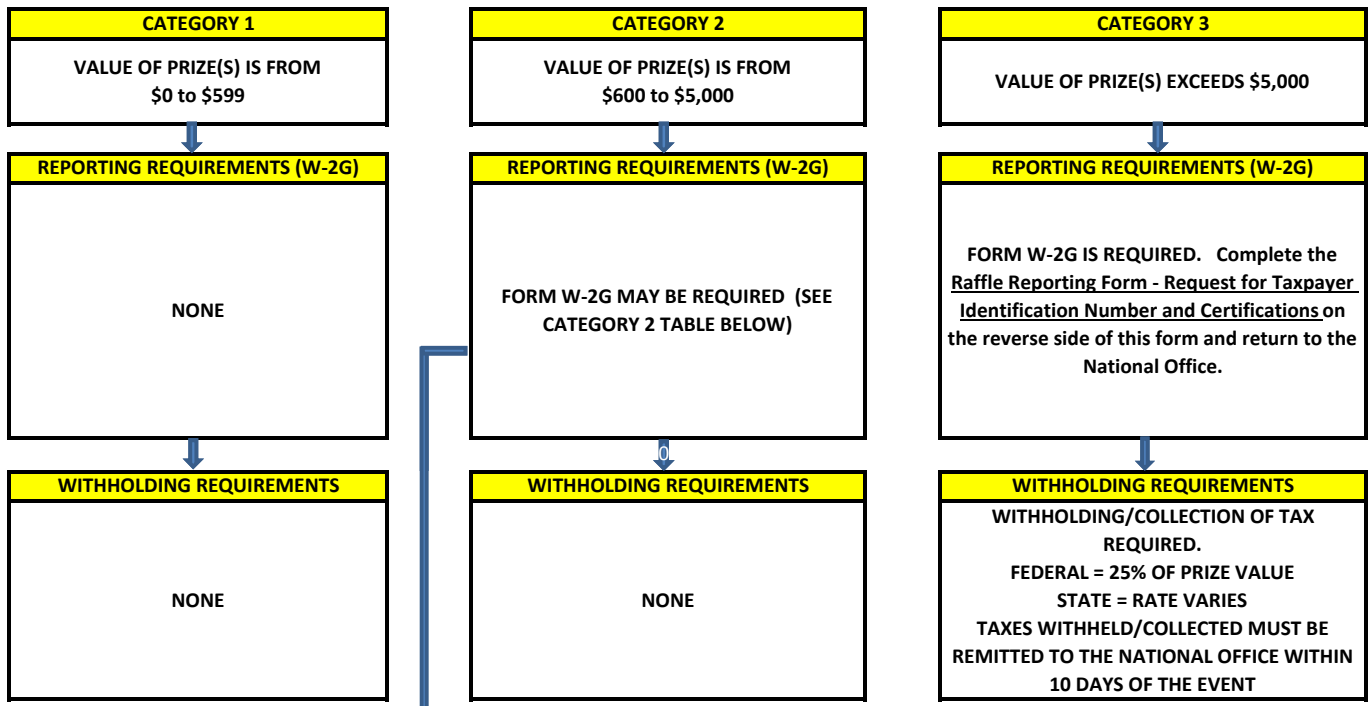 CATEGORY 1
VALUE OF PRIZE(S) IS FROM
$0 to $599
REPORTING REQUIREMENTS (W-2G)
NONE
WITHHOLDING REQUIREMENTS
NONE
CATEGORY 2
VALUE OF PRIZE(S) IS FROM
$600 to $5,000
REPORTING REQUIREMENTS (W-2G)
FORM W-2G MAY BE REQUIRED (SEE
CATEGORY 2 TABLE BELOW)
0
WITHHOLDING REQUIREMENTS
NONE
CATEGORY 3
VALUE OF PRIZE(S) EXCEEDS $5,000
REPORTING REQUIREMENTS (W-2G)
FORM W-2G IS REQUIRED. Complete the
Raffle Reporting Form - Request for Taxpayer
Identification Number and Certifications on
the reverse side of this form and return to the
National Office.
WITHHOLDING REQUIREMENTS
WITHHOLDING/COLLECTION OF TAX
REQUIRED.
FEDERAL = 25% OF PRIZE VALUE
STATE = RATE VARIES
TAXES WITHHELD/COLLECTED MUST BE
REMITTED TO THE NATIONAL OFFICE WITHIN
10 DAYS OF THE EVENT